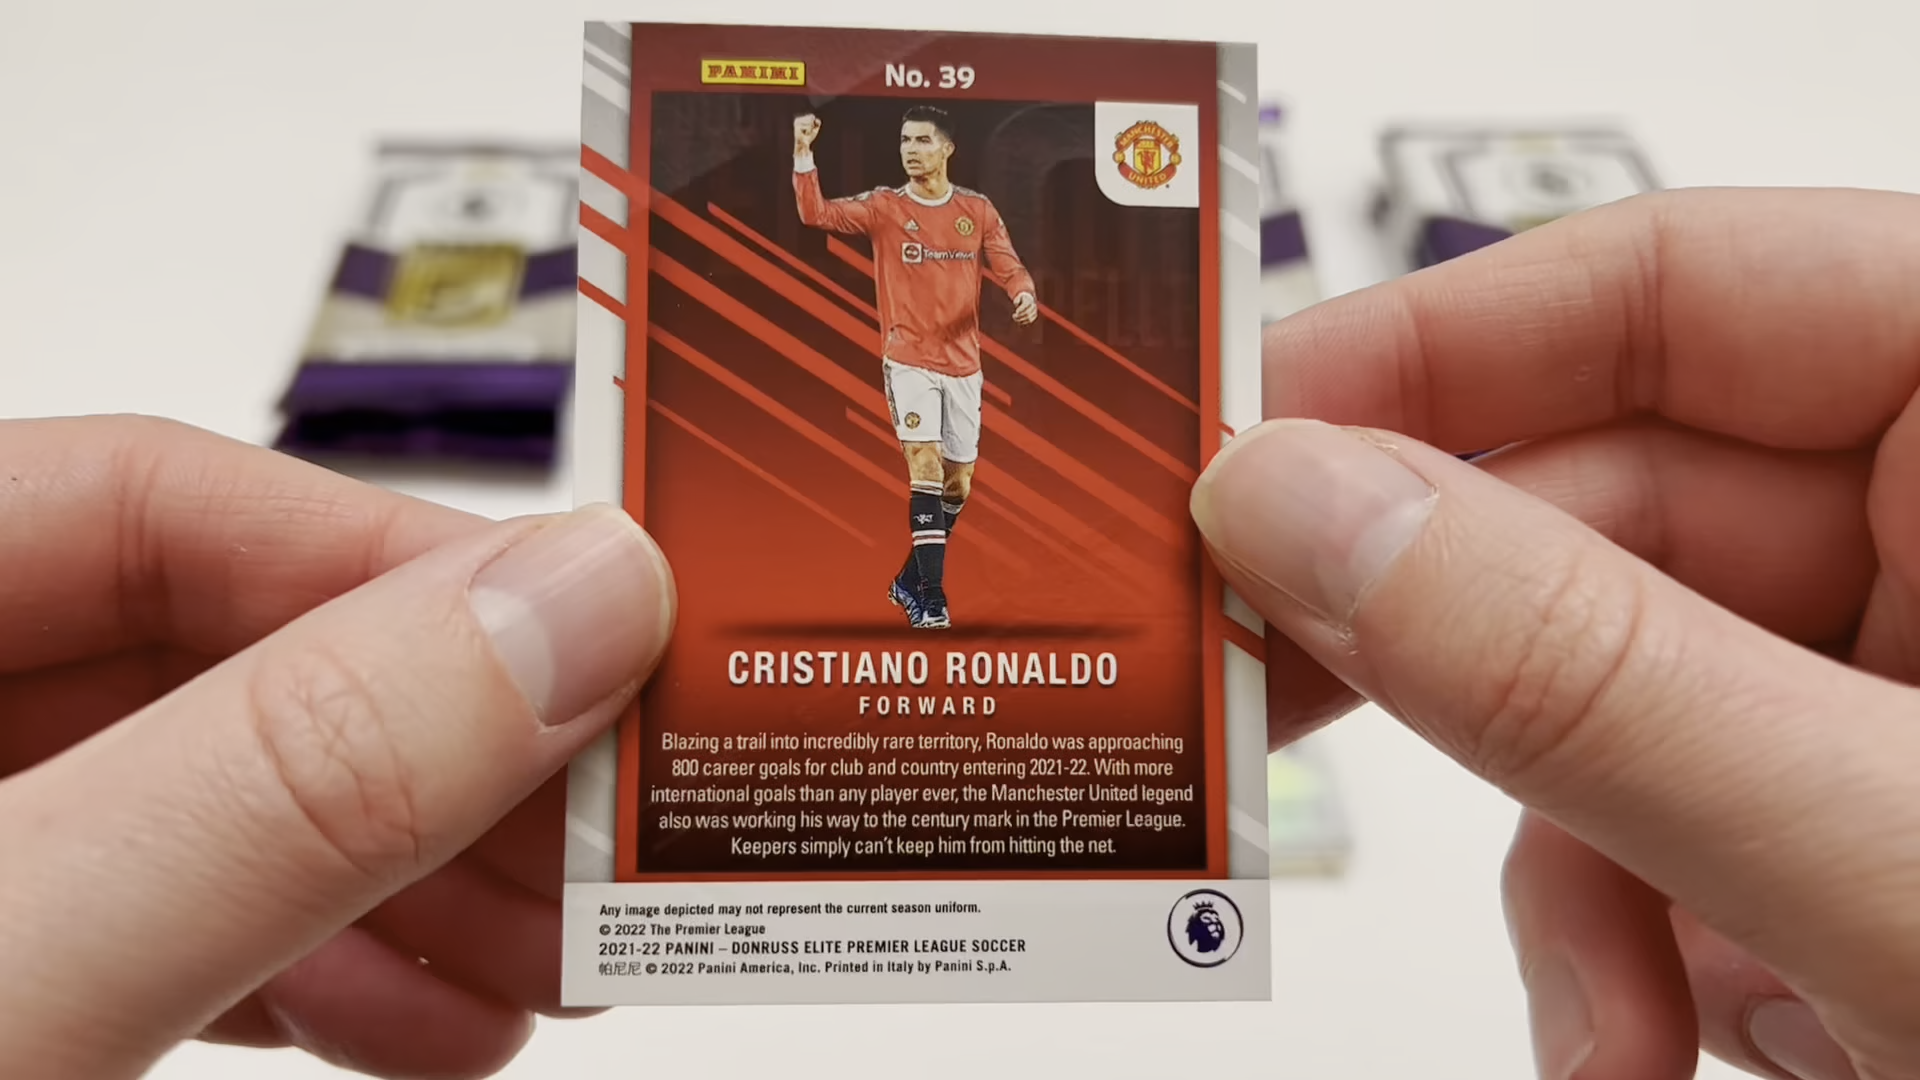 PANINI
No. 39
MANCHESTER
UNITED
TeamViewer
CRISTIANO RONALDO
FORWARD
Blazing a trail into incredibly rare territory, Ronaldo was approaching
800 career goals for club and country entering 2021-22. With more
international goals than any player ever, the Manchester United legend
also was working his way to the century mark in the Premier League.
Keepers simply can't keep him from hitting the net.
Any image depicted may not represent the current season uniform.
© 2022 The Premier League
2021-22 PANINI – DONRUSS ELITE PREMIER LEAGUE SOCCER
帕尼尼 © 2022 Panini America, Inc. Printed in Italy by Panini S.p.A.